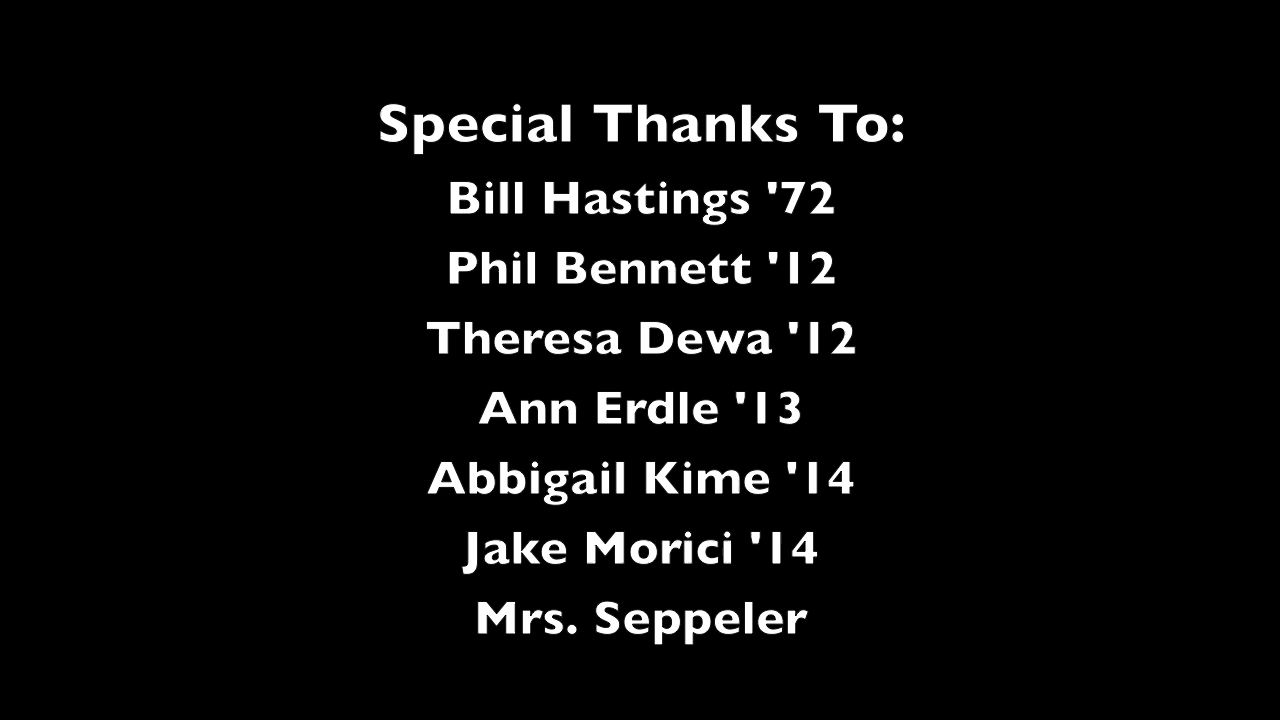 Special Thanks To:
Bill Hastings '72
Phil Bennett '12
Theresa Dewa '12
Ann Erdle '13
Abbigail Kime '14
Jake Morici '14
Mrs. Seppeler